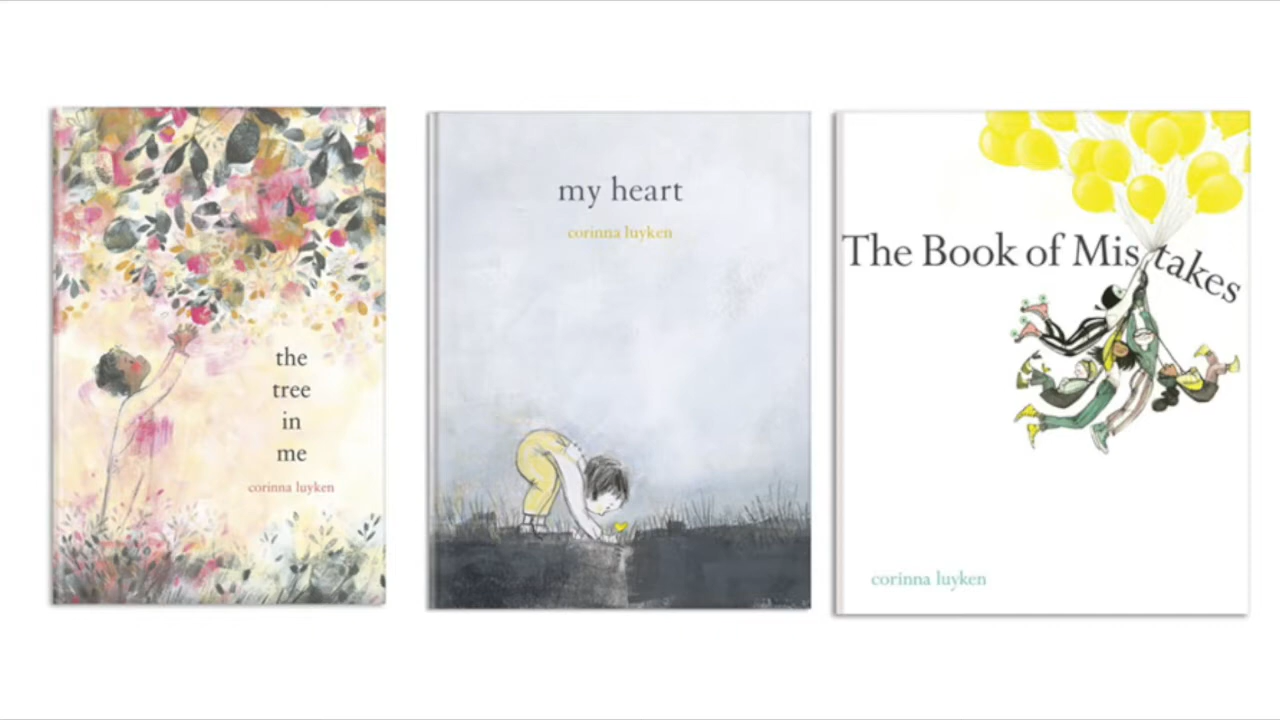 the
tree
in
me
corinna luyken
my heart
corinna luyken
The Book of Mistakes
corinna luyken